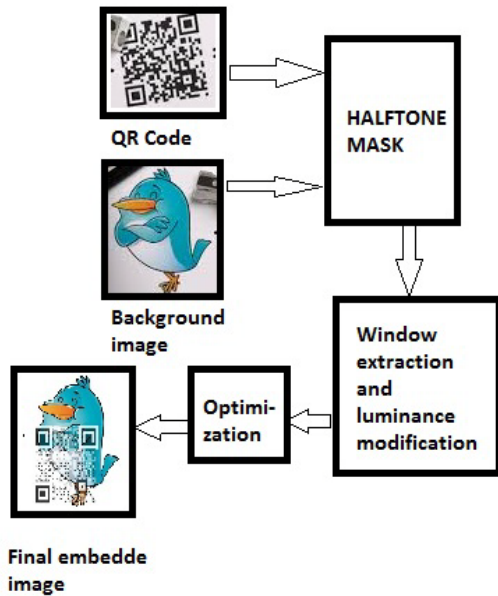 QR Code
HALFTONE
MASK
Background
image
Window
extraction
and
luminance
modification
Optimi-
zation
Final embedde
image